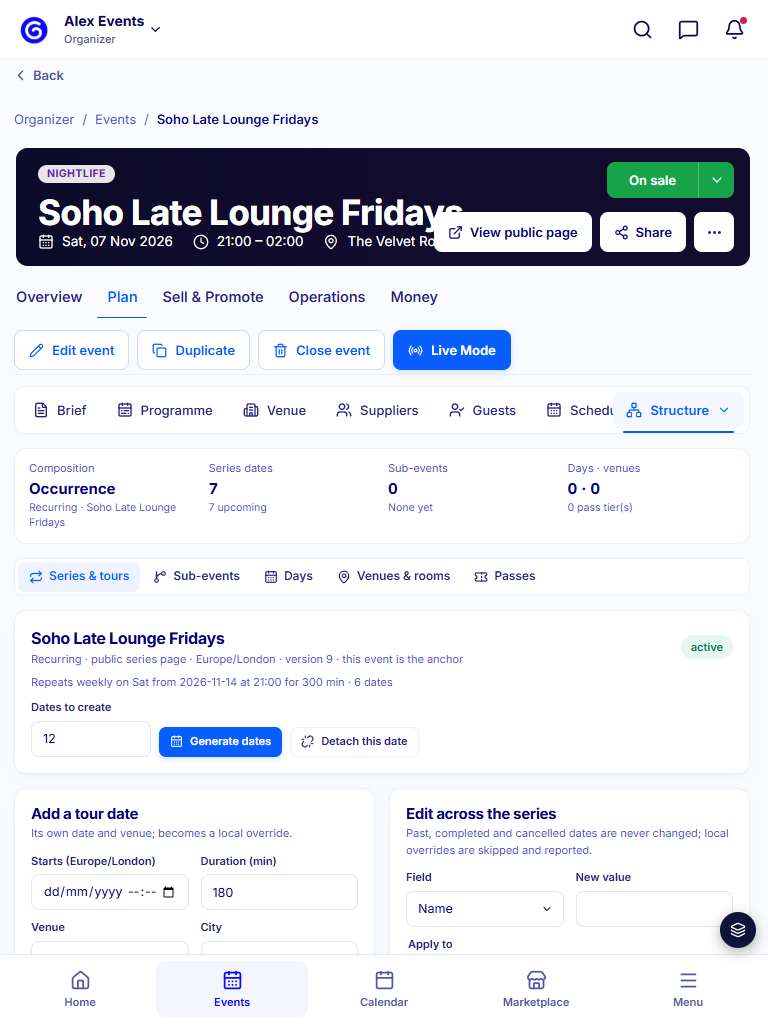 Alex Events
Organizer
Back
Organizer / Events / Soho Late Lounge Fridays
NIGHTLIFE
On sale
Soho Late Lounge Fridays
Sat, 07 Nov 2026 21:00 – 02:00 The Velvet Ro
View public page Share
Overview Plan Sell & Promote Operations Money
Edit event Duplicate Close event Live Mode
Brief Programme Venue Suppliers Guests Schedu Structure
Composition Series dates Sub-events Days · venues
Occurrence 7 0 0 · 0
Recurring · Soho Late Lounge Fridays 7 upcoming None yet 0 pass tier(s)
Series & tours Sub-events Days Venues & rooms Passes
Soho Late Lounge Fridays
active
Recurring · public series page · Europe/London · version 9 · this event is the anchor
Repeats weekly on Sat from 2026-11-14 at 21:00 for 300 min · 6 dates
Dates to create
12 Generate dates Detach this date
Add a tour date
Its own date and venue; becomes a local override.
Starts (Europe/London) Duration (min)
dd/mm/yyyy --:-- 180
Venue City
Edit across the series
Past, completed and cancelled dates are never changed; local
overrides are skipped and reported.
Field New value
Name
Apply to
Home Events Calendar Marketplace Menu